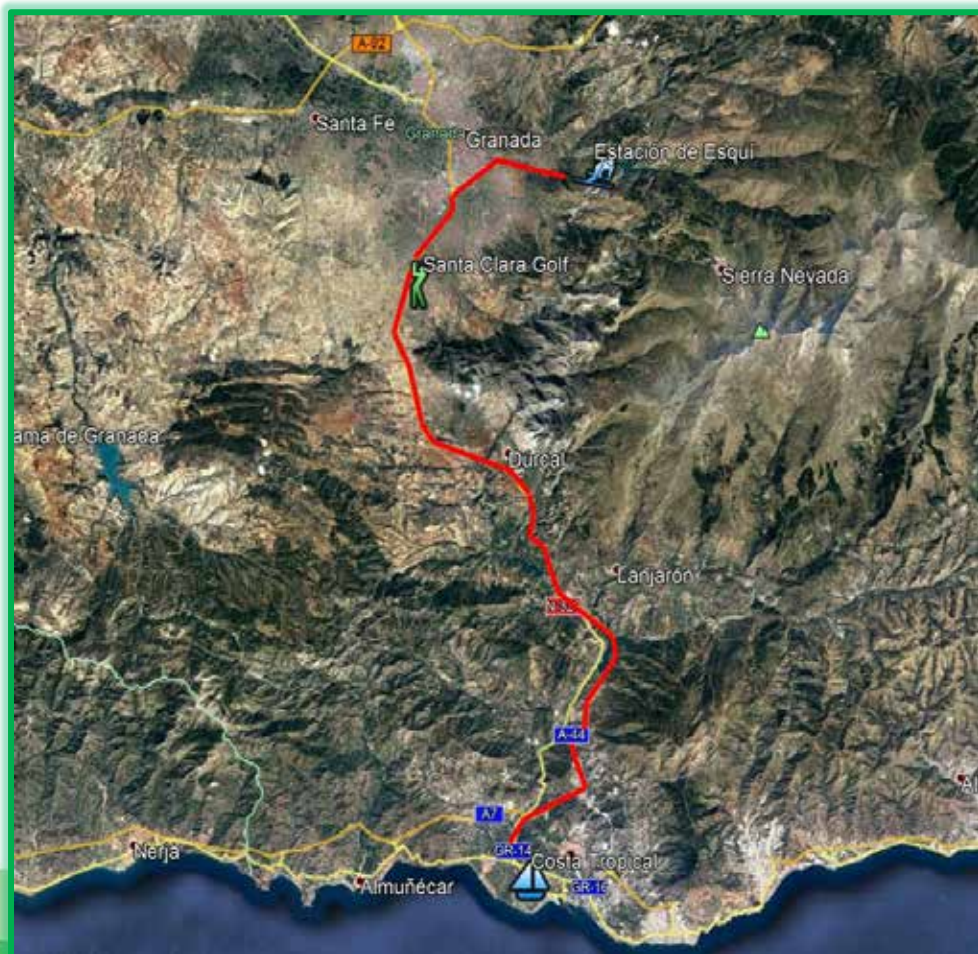 A-92
Santa Fe
Granada
Granada
Estación de Esquí
Santa Clara Golf
Sierra Nevada
ama de Granada
Dúrcal
Lanjarón
A-44
A7
GR-14
Nerja
Costa Tropical
Almuñécar
GR-16